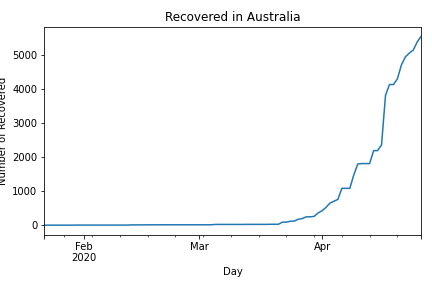 Recovered in Australia
Number of Recovered
5000
4000
3000
2000
1000
0
Feb
2020
Mar
Apr
Day